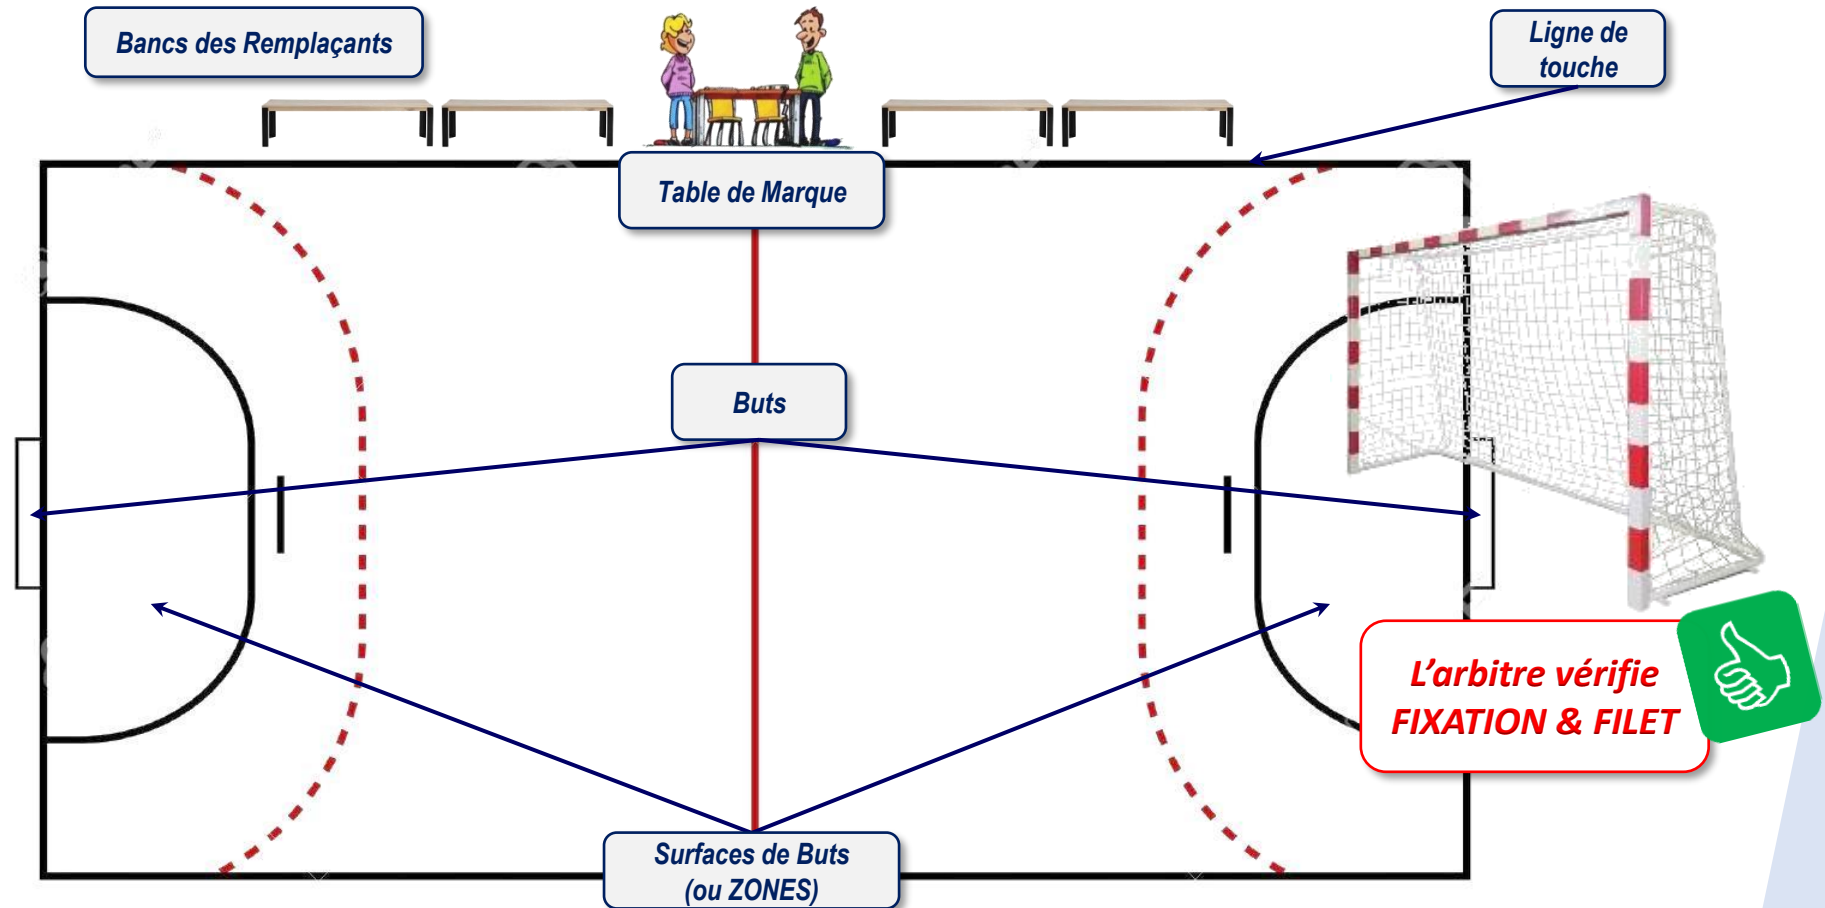 Bancs des Remplaçants
Ligne de
touche
Table de Marque
Buts
L'arbitre vérifie
FIXATION & FILET
Surfaces de Buts
(ou ZONES)